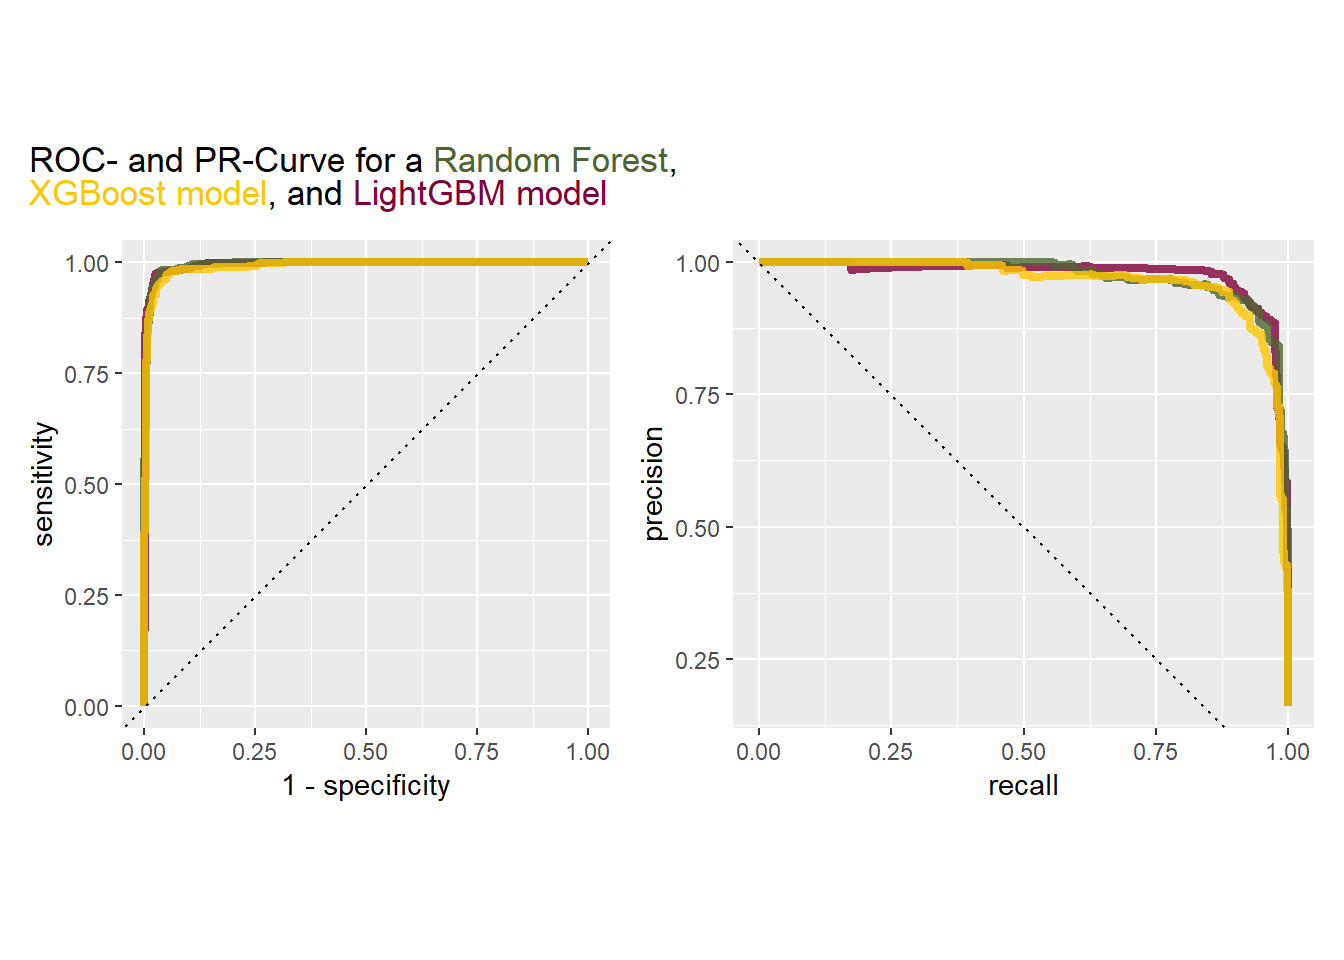 ROC- and PR-Curve for a Random Forest,
XGBoost model, and LightGBM model
1.00
0.75
0.50
0.25
0.00
sensitivity
0.00 0.25 0.50 0.75 1.00
1 - specificity
1.00
0.75
0.50
0.25
precision
0.00 0.25 0.50 0.75 1.00
recall